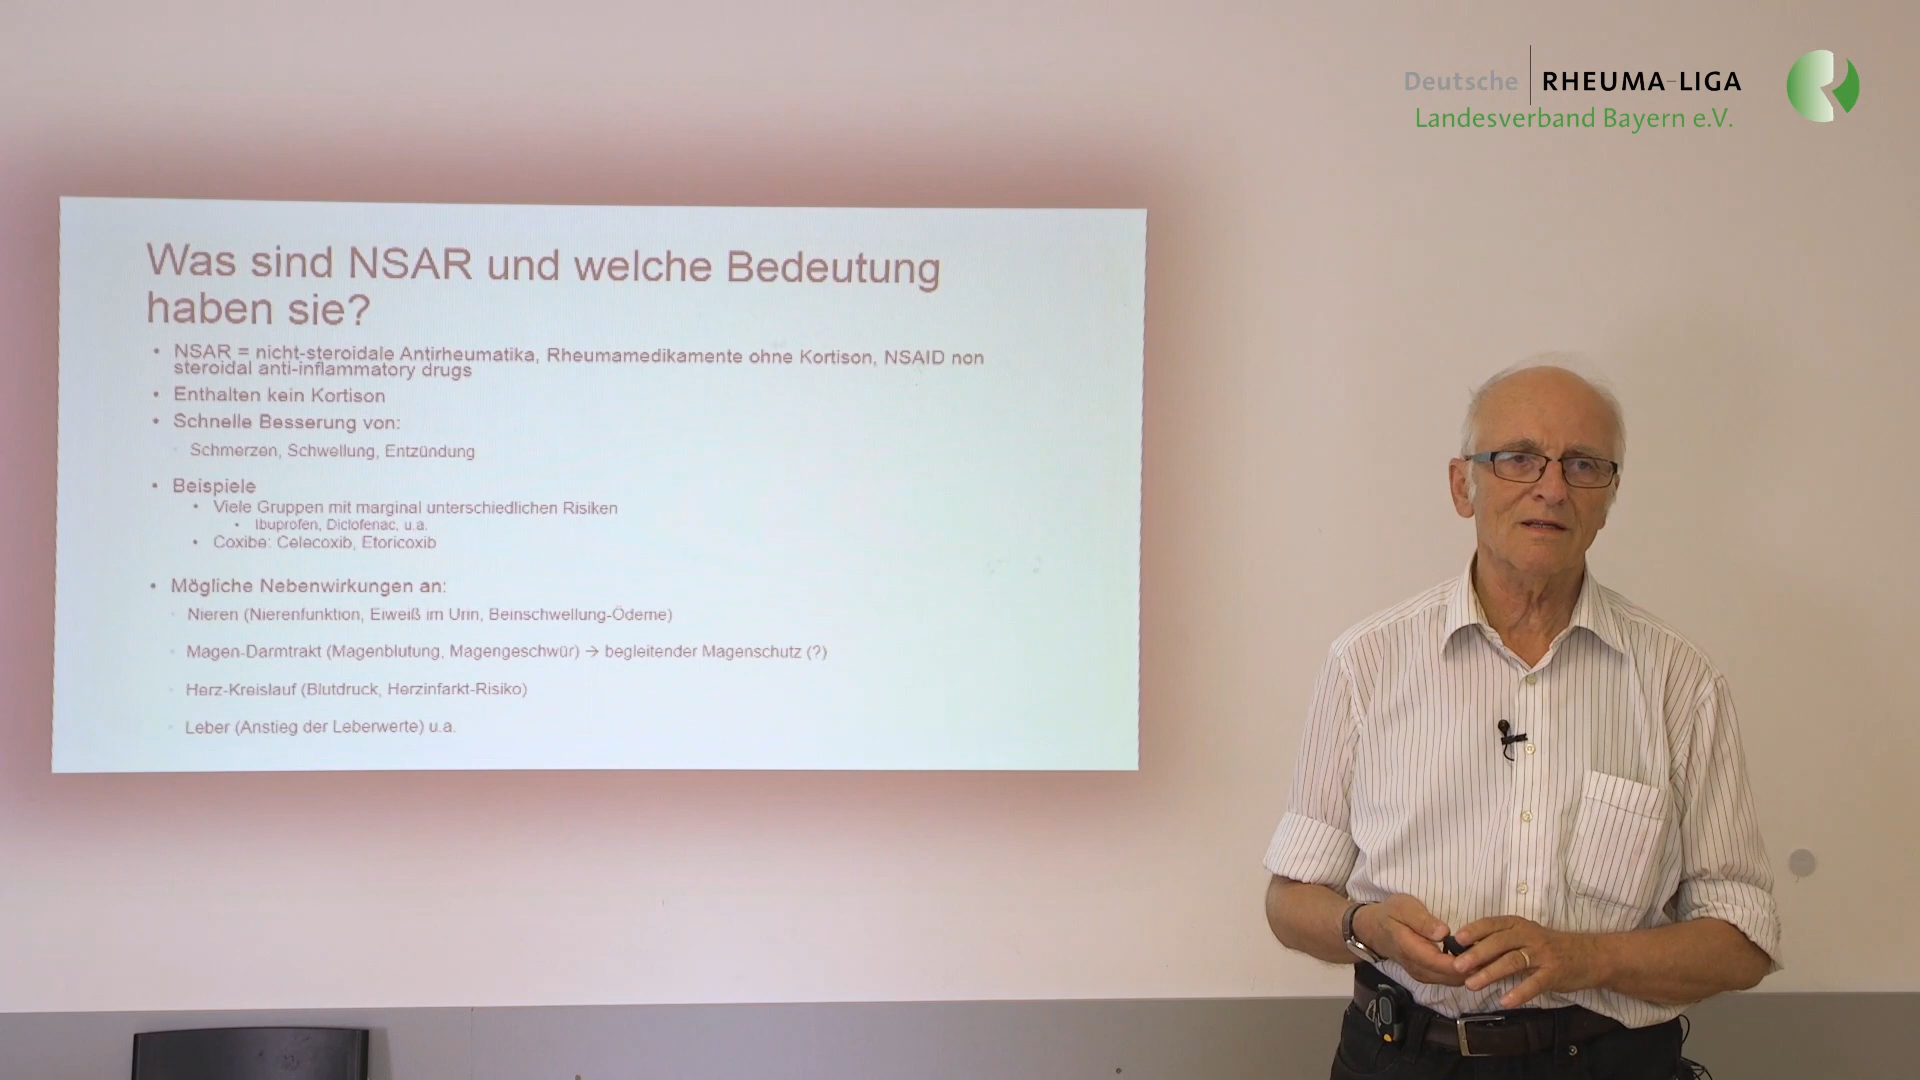 Deutsche RHEUMA-LIGA
Landesverband Bayern e.V.
Was sind NSAR und welche Bedeutung
haben sie?
• NSAR = nicht-steroidale Antirheumatika, Rheumamedikamente ohne Kortison, NSAID non
steroidal anti-inflammatory drugs
• Enthalten kein Kortison
• Schnelle Besserung von:
Schmerzen, Schwellung, Entzündung
• Beispiele
• Viele Gruppen mit marginal unterschiedlichen Risiken
• Ibuprofen, Diclofenac, u.a.
• Coxibe: Celecoxib, Etoricoxib
• Mögliche Nebenwirkungen an:
Nieren (Nierenfunktion, Eiweiß im Urin, Beinschwellung-Ödeme)
Magen-Darmtrakt (Magenblutung, Magengeschwür) → begleitender Magenschutz (?)
Herz-Kreislauf (Blutdruck, Herzinfarkt-Risiko)
Leber (Anstieg der Leberwerte) u.a.